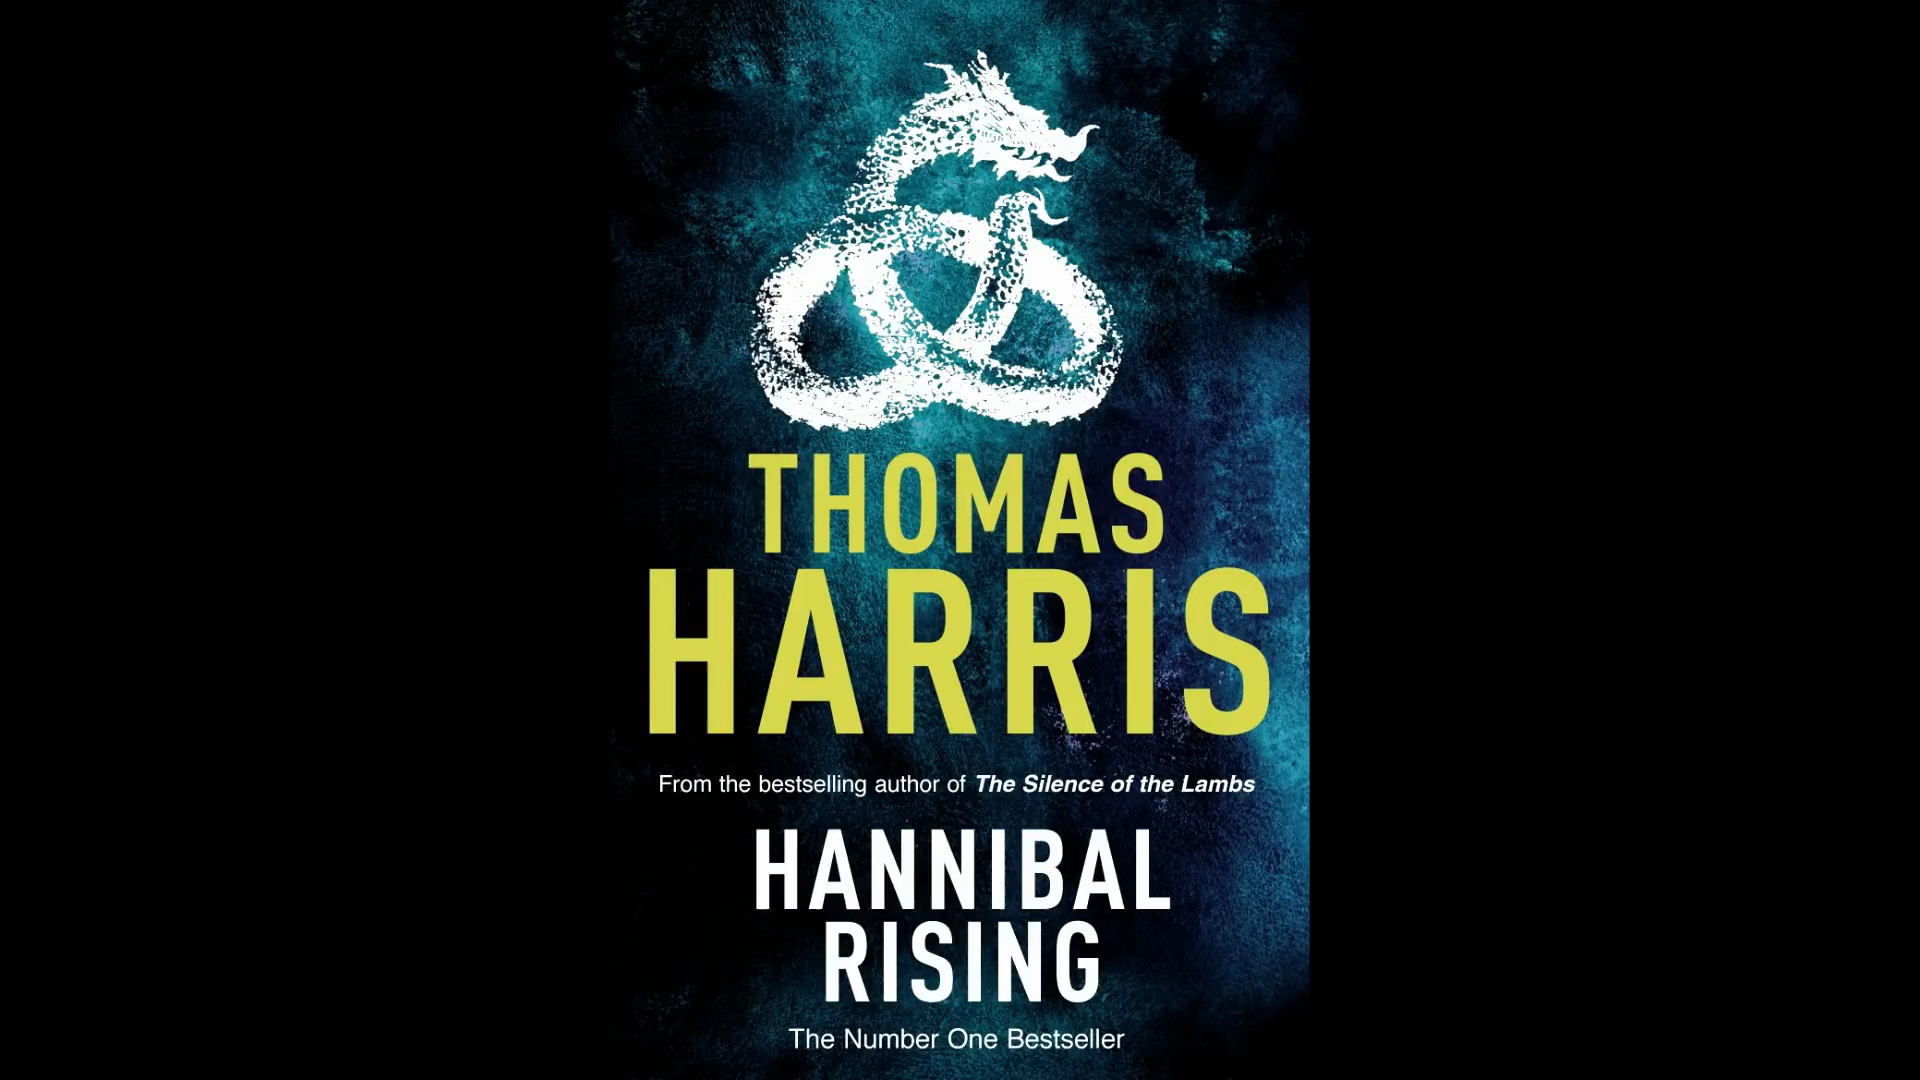 THOMAS
HARRIS
From the bestselling author of The Silence of the Lambs
HANNIBAL
RISING
The Number One Bestseller